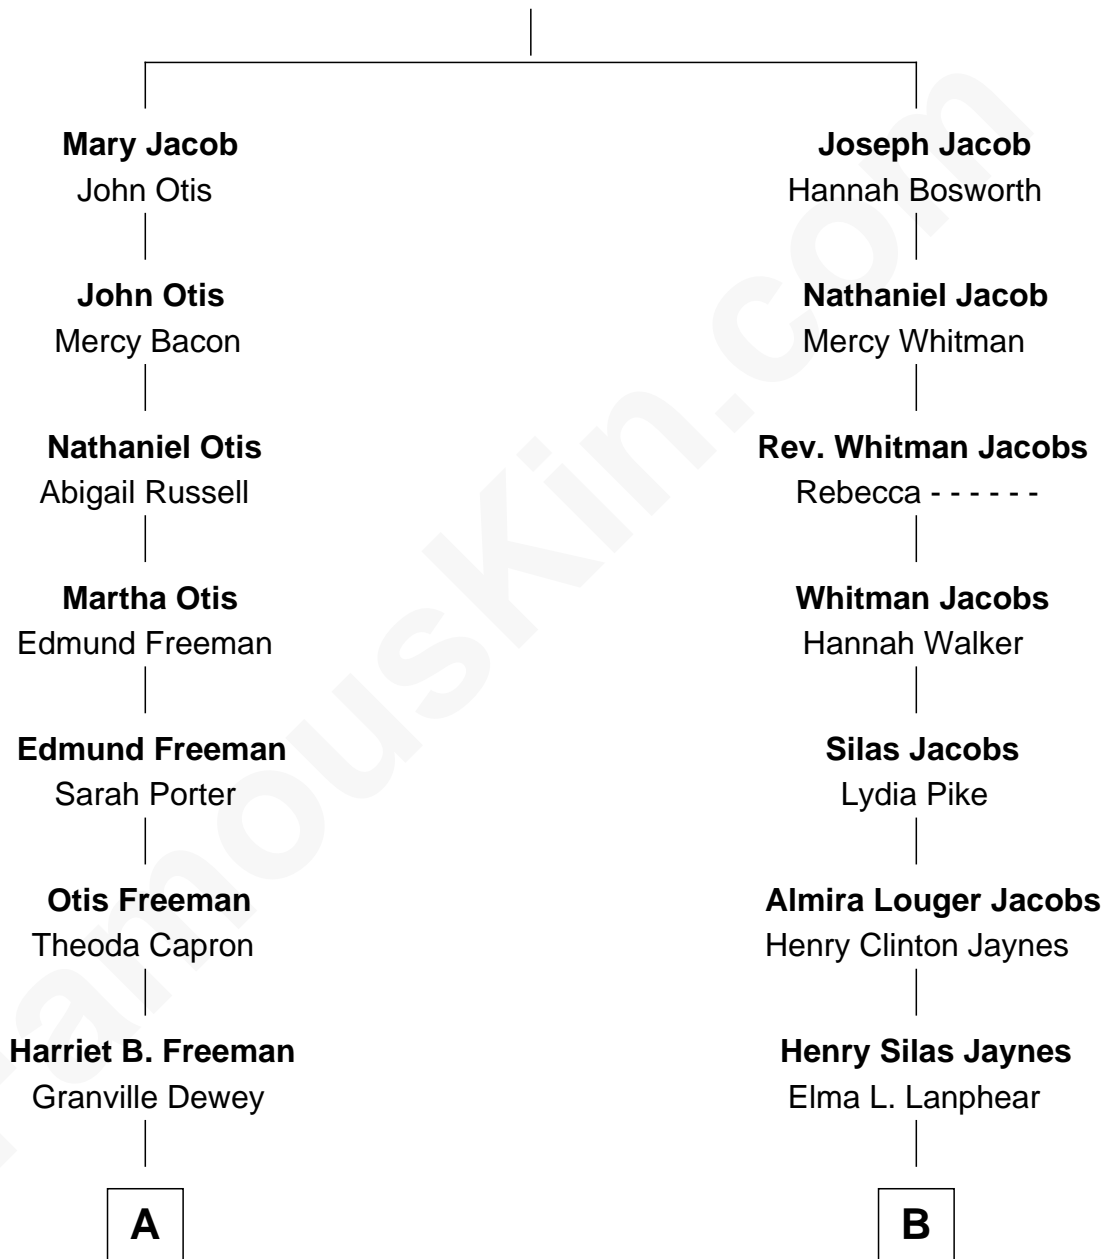 Mary Jacob
John Otis
John Otis
Mercy Bacon
Nathaniel Otis
Abigail Russell
Martha Otis
Edmund Freeman
Edmund Freeman
Sarah Porter
Otis Freeman
Theoda Capron
Harriet B. Freeman
Granville Dewey
A
Joseph Jacob
Hannah Bosworth
Nathaniel Jacob
Mercy Whitman
Rev. Whitman Jacobs
Rebecca - - - - - -
Whitman Jacobs
Hannah Walker
Silas Jacobs
Lydia Pike
Almira Louger Jacobs
Henry Clinton Jaynes
Henry Silas Jaynes
Elma L. Lanphear
B
FamousKin.com